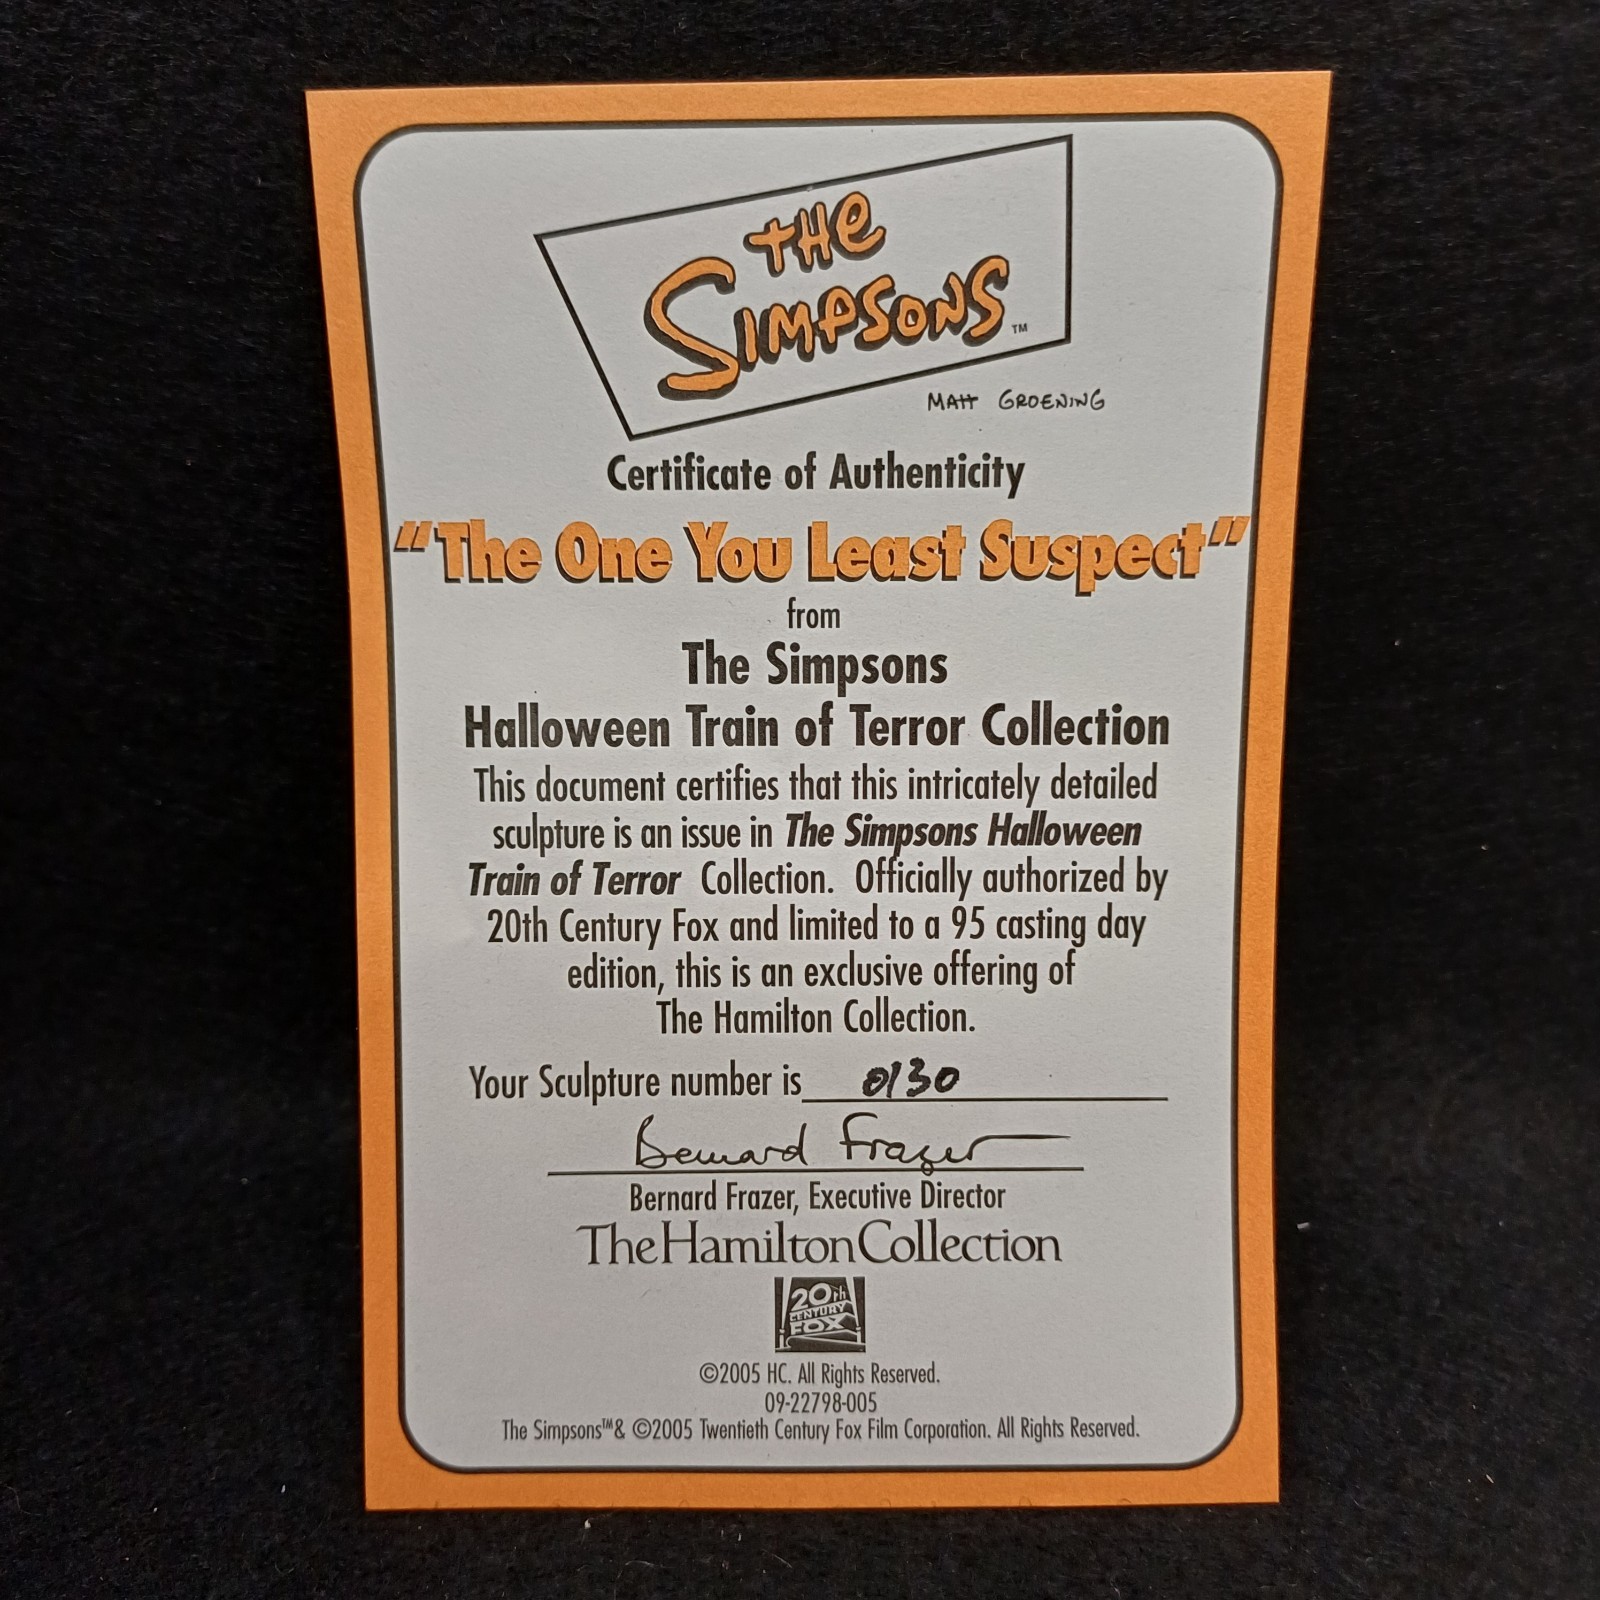 THE
SIMPSONS™
MATT GROENING
Certificate of Authenticity
"The One You Least Suspect"
from
The Simpsons
Halloween Train of Terror Collection
This document certifies that this intricately detailed
sculpture is an issue in The Simpsons Halloween
Train of Terror Collection. Officially authorized by
20th Century Fox and limited to a 95 casting day
edition, this is an exclusive offering of
The Hamilton Collection.
Your Sculpture number is 0130
Bernard Frazer
Bernard Frazer, Executive Director
The Hamilton Collection
20th
CENTURY
FOX
©2005 HC. All Rights Reserved.
09-22798-005
The Simpsons™& ©2005 Twentieth Century Fox Film Corporation. All Rights Reserved.